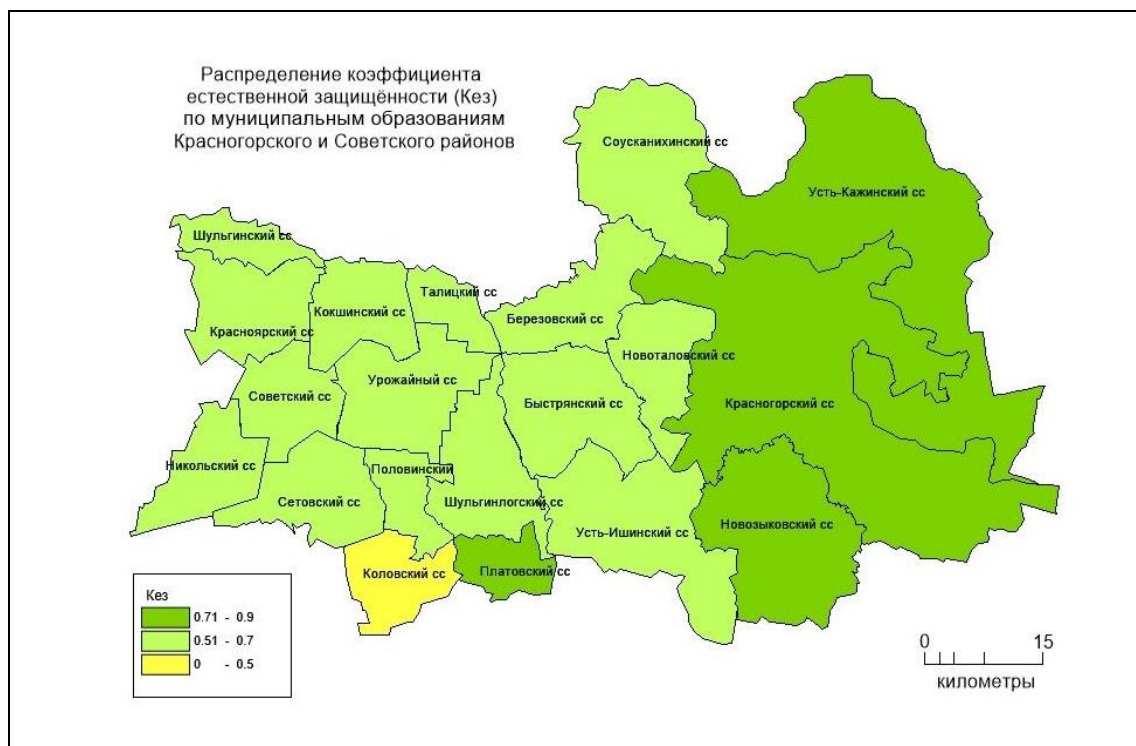 Распределение коэффициента
естественной защищённости (Кез)
по муниципальным образованиям
Красногорского и Советского районов
Соусканихинский сс
Усть-Кажинский сс
Шульгинский сс
Талицкий сс
Кокшинский сс
Березовский сс
Красноярский сс
Новоталовский сс
Урожайный сс
Советский сс
Быстрянский сс
Красногорский сс
Никольский сс
Половинский
Сетовский сс
Шульгинлогский сс
Усть-Ишинский сс
Новозыковский сс
Коловский сс
Платовский сс
Кез
0.71 - 0.9
0.51 - 0.7
0 - 0.5
0 15
километры